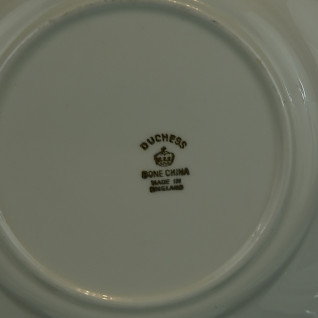 DUCHESS
BONE CHINA
MADE IN
ENGLAND